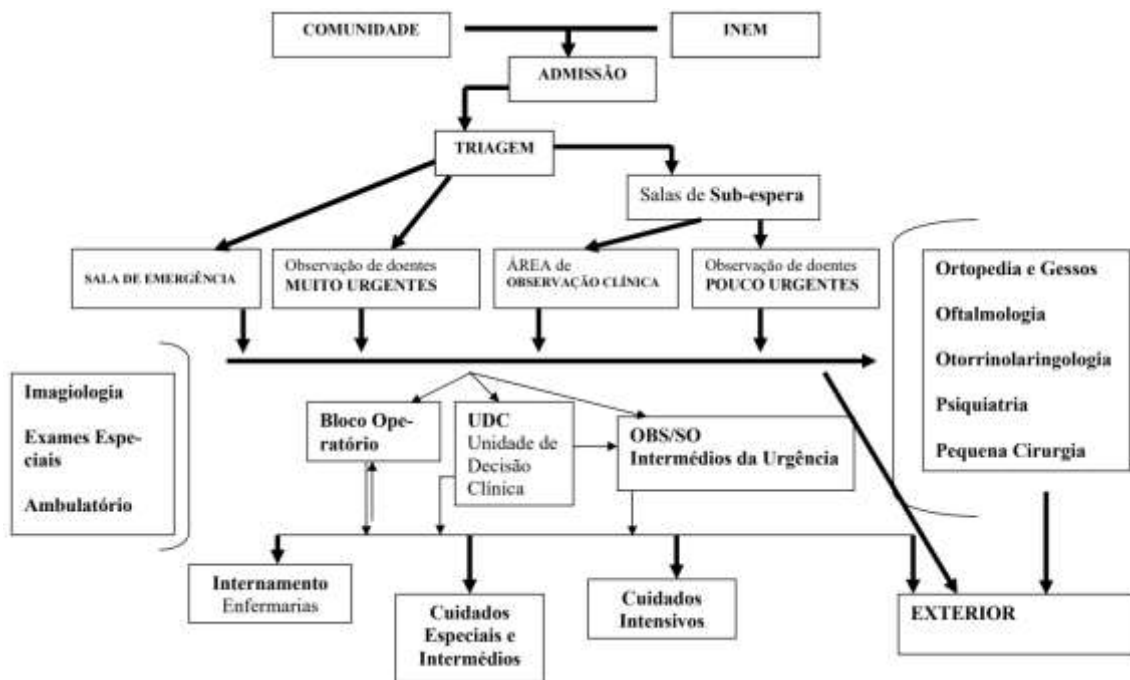 COMUNIDADE
INEM
ADMISSÃO
TRIAGEM
Salas de Sub-espera
SALA DE EMERGÊNCIA
Observação de doentes
MUITO URGENTES
ÁREA de
OBSERVAÇÃO CLÍNICA
Observação de doentes
POUCO URGENTES
Ortopedia e Gessos
Oftalmologia
Otorrinolaringologia
Psiquiatria
Pequena Cirurgia
Imagiologia
Exames Espe-
ciais
Ambulatório
Bloco Ope-
ratório
UDC
Unidade de
Decisão
Clínica
OBS/SO
Intermédios da Urgência
Internamento
Enfermarias
Cuidados
Especiais e
Intermédios
Cuidados
Intensivos
EXTERIOR